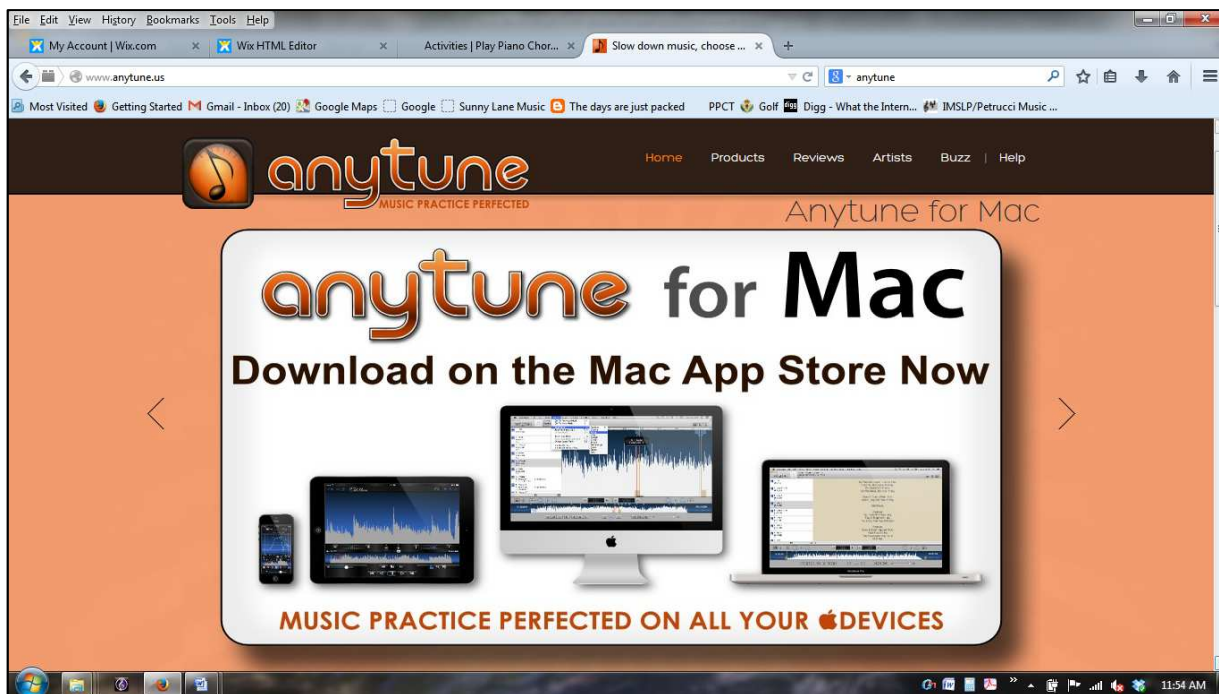 File Edit View History Bookmarks Tools Help
My Account | Wix.com × Wix HTML Editor × Activities | Play Piano Chor... × Slow down music, choose ... × +
www.anytune.us anytune
Most Visited Getting Started Gmail - Inbox (20) Google Maps Google Sunny Lane Music The days are just packed PPCT Golf Digg - What the Intern... IMSLP/Petrucci Music ...
anytune
MUSIC PRACTICE PERFECTED
Home Products Reviews Artists Buzz | Help
Anytune for Mac
anytune for Mac
Download on the Mac App Store Now
MUSIC PRACTICE PERFECTED ON ALL YOUR DEVICES
11:54 AM